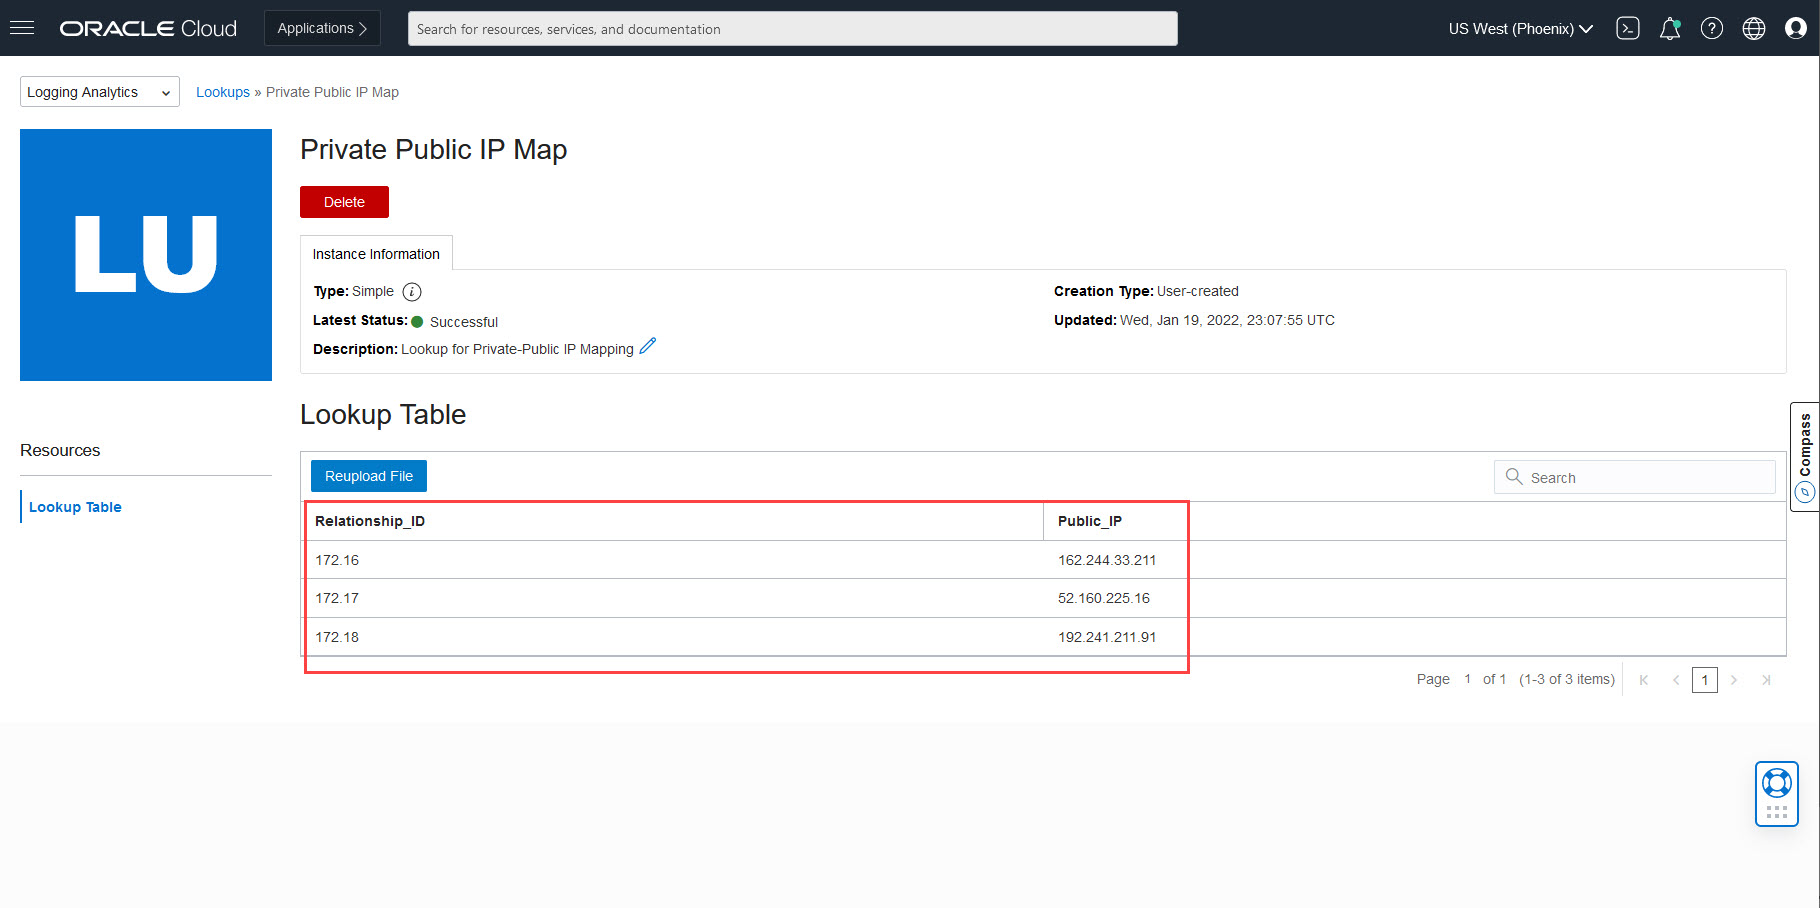 ORACLE Cloud
Applications
Search for resources, services, and documentation
US West (Phoenix)
Logging Analytics
Lookups » Private Public IP Map
LU
Private Public IP Map
Delete
Instance Information
Type: Simple
Creation Type: User-created
Latest Status: Successful
Updated: Wed, Jan 19, 2022, 23:07:55 UTC
Description: Lookup for Private-Public IP Mapping
Resources
Lookup Table
Lookup Table
Reupload File
Search
Relationship_ID Public_IP
172.16 162.244.33.211
172.17 52.160.225.16
172.18 192.241.211.91
Page 1 of 1 (1-3 of 3 items) 1
Compass